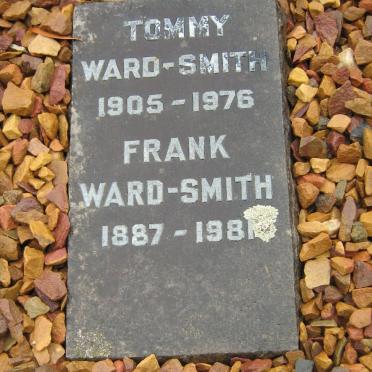 TOMMY
WARD-SMITH
1905 - 1976
FRANK
WARD-SMITH
1887 -